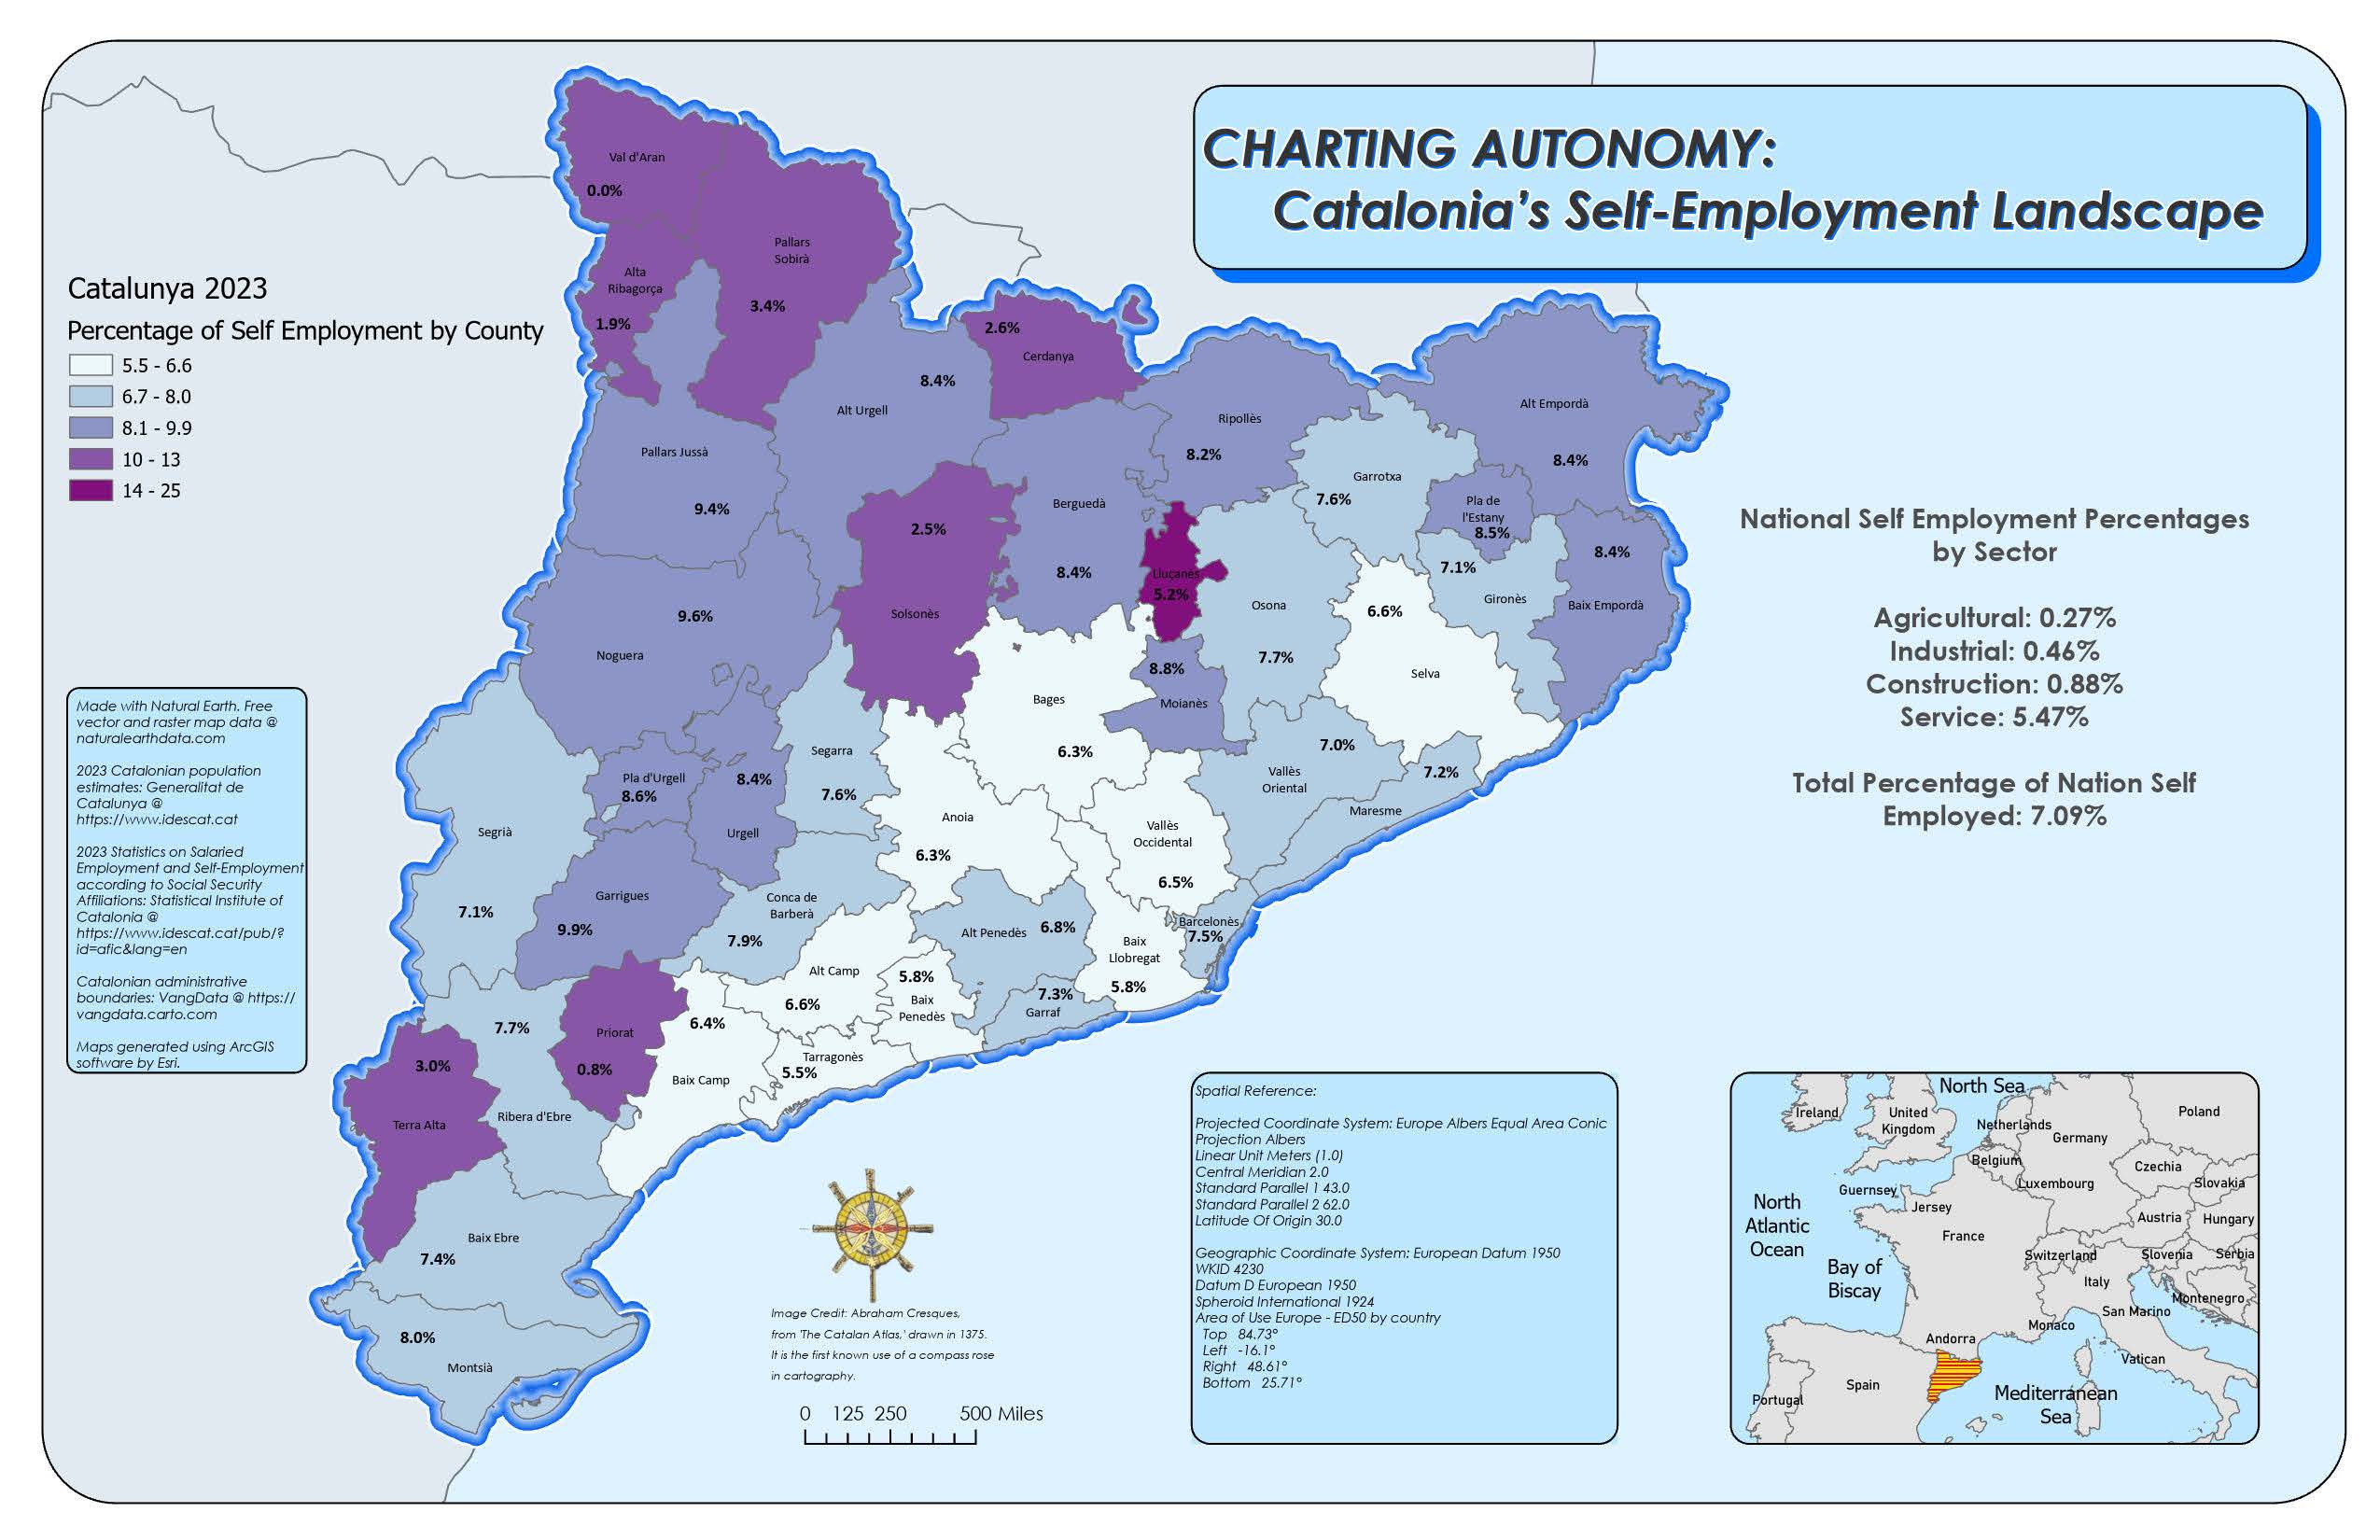 CHARTING AUTONOMY:
Catalonia's Self-Employment Landscape
Catalunya 2023
Percentage of Self Employment by County
5.5 - 6.6
6.7 - 8.0
8.1 - 9.9
10 - 13
14 - 25
Val d'Aran
0.0%
Pallars
Sobirà
3.4%
Alta
Ribagorça
1.9%
2.6%
Cerdanya
8.4%
Alt Urgell
Pallars Jussà
9.4%
Ripollès
8.2%
Alt Empordà
8.4%
Garrotxa
7.6%
Pla de
l'Estany
8.5%
Berguedà
8.4%
2.5%
Solsonès
Lluçanès
5.2%
Osona
7.7%
7.1%
Gironès
8.4%
Baix Empordà
6.6%
Selva
9.6%
Noguera
8.8%
Moianès
Bages
6.3%
Segarra
7.6%
Pla d'Urgell
8.6%
8.4%
Urgell
Segrià
7.1%
Anoia
6.3%
Vallès
Occidental
6.5%
7.0%
Vallès
Oriental
7.2%
Maresme
Garrigues
9.9%
Conca de
Barberà
7.9%
Alt Penedès
6.8%
Barcelonès
7.5%
Baix
Llobregat
5.8%
Alt Camp
6.6%
5.8%
Baix
Penedès
7.3%
Garraf
7.7%
Ribera d'Ebre
Priorat
0.8%
6.4%
Baix Camp
Tarragonès
5.5%
3.0%
Terra Alta
Baix Ebre
7.4%
8.0%
Montsià
National Self Employment Percentages
by Sector
Agricultural: 0.27%
Industrial: 0.46%
Construction: 0.88%
Service: 5.47%
Total Percentage of Nation Self
Employed: 7.09%
Made with Natural Earth. Free
vector and raster map data @
naturalearthdata.com
2023 Catalonian population
estimates: Generalitat de
Catalunya @
https://www.idescat.cat
2023 Statistics on Salaried
Employment and Self-Employment
according to Social Security
Affiliations: Statistical Institute of
Catalonia @
https://www.idescat.cat/pub/?
id=afic&lang=en
Catalonian administrative
boundaries: VangData @ https://
vangdata.carto.com
Maps generated using ArcGIS
software by Esri.
Image Credit: Abraham Cresques,
from 'The Catalan Atlas,' drawn in 1375.
It is the first known use of a compass rose
in cartography.
0 125 250 500 Miles
Spatial Reference:
Projected Coordinate System: Europe Albers Equal Area Conic
Projection Albers
Linear Unit Meters (1.0)
Central Meridian 2.0
Standard Parallel 1 43.0
Standard Parallel 2 62.0
Latitude Of Origin 30.0
Geographic Coordinate System: European Datum 1950
WKID 4230
Datum D European 1950
Spheroid International 1924
Area of Use Europe - ED50 by country
Top 84.73°
Left -16.1°
Right 48.61°
Bottom 25.71°
North Sea
Ireland
United
Kingdom
Netherlands
Germany
Poland
Belgium
Czechia
Luxembourg
Slovakia
Guernsey
Jersey
North
Atlantic
Ocean
France
Austria
Hungary
Switzerland
Slovenia
Serbia
Bay of
Biscay
Italy
Montenegro
San Marino
Monaco
Andorra
Vatican
Spain
Portugal
Mediterranean
Sea